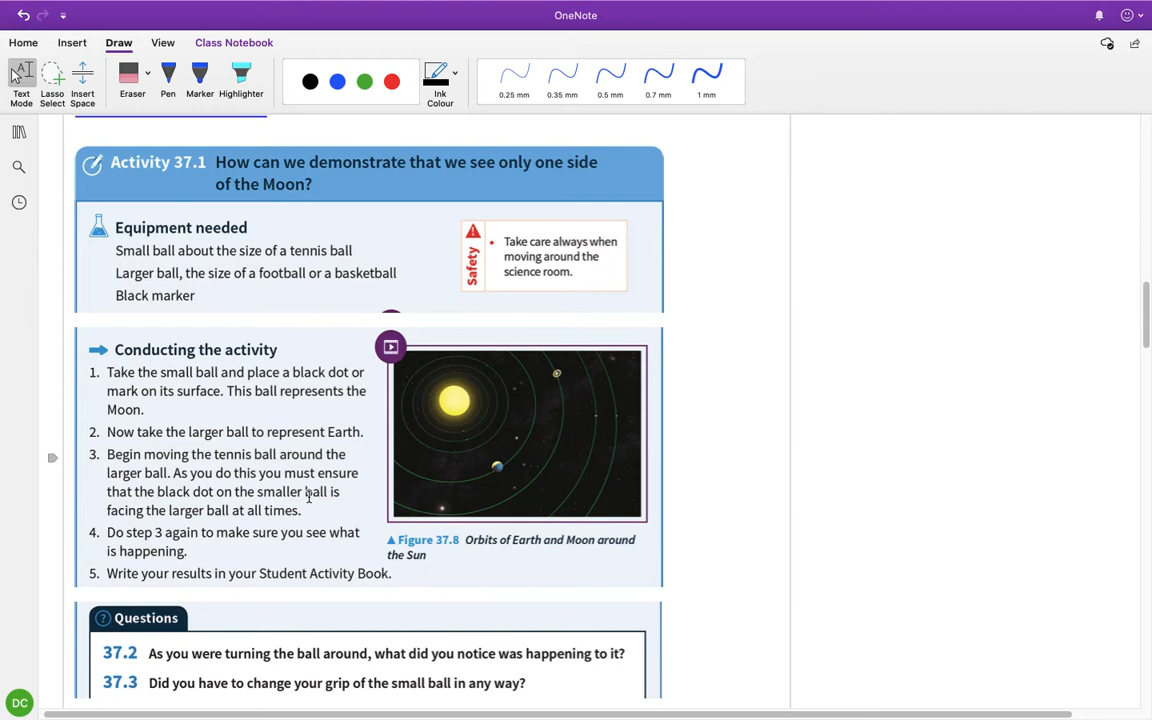 OneNote
Home Insert Draw View Class Notebook
Text Mode
Lasso Select
Insert Space
Eraser
Pen
Marker
Highlighter
Ink Colour
0.25 mm
0.35 mm
0.5 mm
0.7 mm
1 mm
Activity 37.1 How can we demonstrate that we see only one side
of the Moon?
Equipment needed
Small ball about the size of a tennis ball
Larger ball, the size of a football or a basketball
Black marker
Safety
• Take care always when
moving around the
science room.
Conducting the activity
1. Take the small ball and place a black dot or
mark on its surface. This ball represents the
Moon.
2. Now take the larger ball to represent Earth.
3. Begin moving the tennis ball around the
larger ball. As you do this you must ensure
that the black dot on the smaller ball is
facing the larger ball at all times.
4. Do step 3 again to make sure you see what
is happening.
5. Write your results in your Student Activity Book.
▲ Figure 37.8 Orbits of Earth and Moon around
the Sun
? Questions
37.2 As you were turning the ball around, what did you notice was happening to it?
37.3 Did you have to change your grip of the small ball in any way?
DC